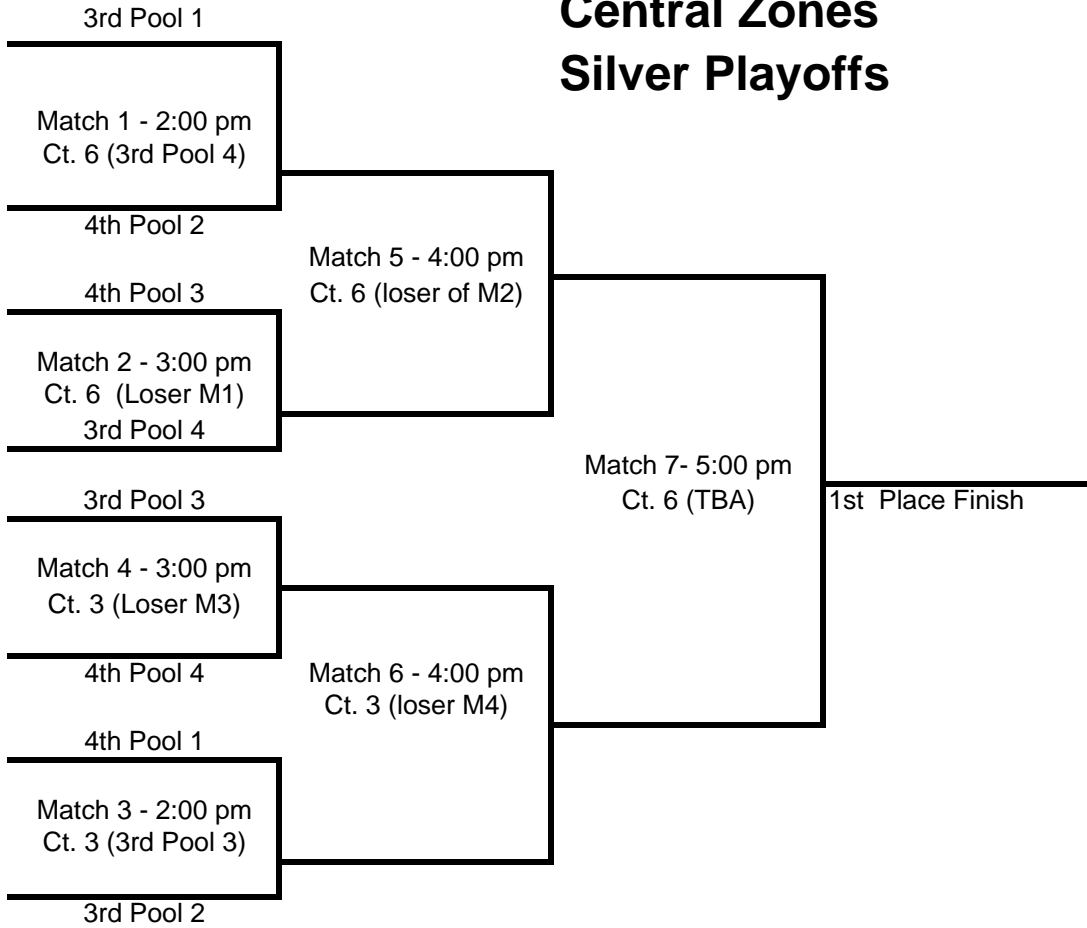 3rd Pool 1
Central Zones
Silver Playoffs
Match 1 - 2:00 pm
Ct. 6 (3rd Pool 4)
4th Pool 2
Match 5 - 4:00 pm
Ct. 6 (loser of M2)
4th Pool 3
Match 2 - 3:00 pm
Ct. 6  (Loser M1)
3rd Pool 4
Match 7- 5:00 pm
Ct. 6 (TBA)
1st  Place Finish
3rd Pool 3
Match 4 - 3:00 pm
Ct. 3 (Loser M3)
4th Pool 4
Match 6 - 4:00 pm
Ct. 3 (loser M4)
4th Pool 1
Match 3 - 2:00 pm
Ct. 3 (3rd Pool 3)
3rd Pool 2